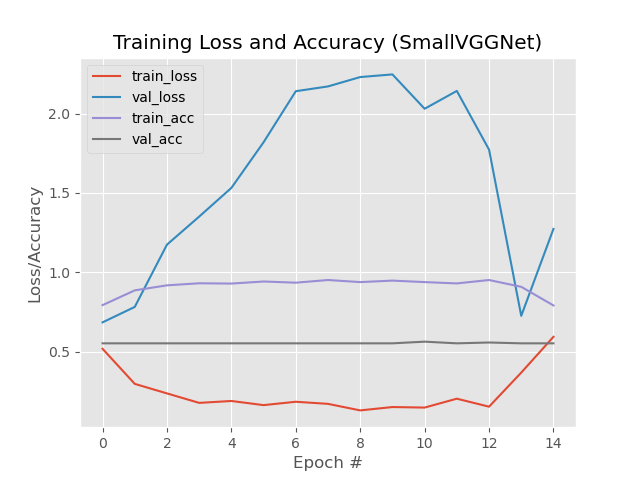 Training Loss and Accuracy (SmallVGGNet)
train_loss
val_loss
train_acc
val_acc
2.0
1.5
1.0
0.5
Loss/Accuracy
0 2 4 6 8 10 12 14
Epoch #